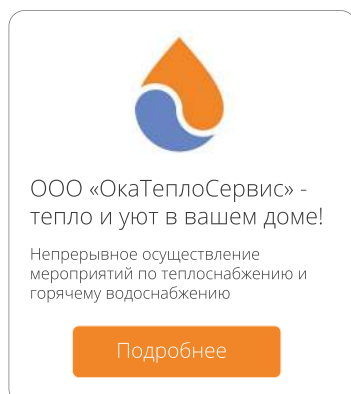 ООО «ОкаТеплоСервис» -
тепло и уют в вашем доме!
Непрерывное осуществление
мероприятий по теплоснабжению и
горячему водоснабжению
Подробнее